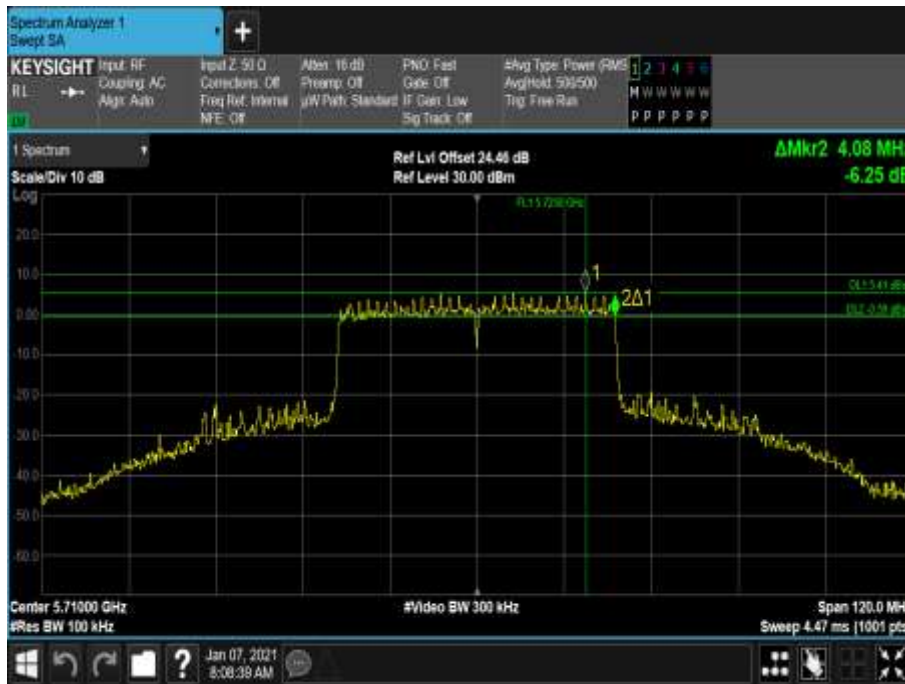 Spectrum Analyzer 1
Swept SA
+
KEYSIGHT Input: RF
RL
Coupling: AC
Align: Auto
Input Z: 50 Ω
Corrections: Off
Freq Ref: Internal
NFE: Off
Atten: 16 dB
Preamp: Off
µW Path: Standard
PNO: Fast
Gate: Off
IF Gain: Low
Sig Track: Off
#Avg Type: Power (RMS
Avg|Hold: 500/500
Trig: Free Run
1 2 3 4 5 6
M W W W W W
P P P P P P
1 Spectrum
Scale/Div 10 dB
Log
Ref Lvl Offset 24.46 dB
Ref Level 30.00 dBm
ΔMkr2 4.08 MH
-6.25 dB
20.0
10.0
0.00
-10.0
-20.0
-30.0
-40.0
-50.0
-60.0
1
2Δ1
Center 5.71000 GHz
#Res BW 100 kHz
#Video BW 300 kHz
Span 120.0 MH
Sweep 4.47 ms (1001 pts
?
Jan 07, 2021
8:08:39 AM